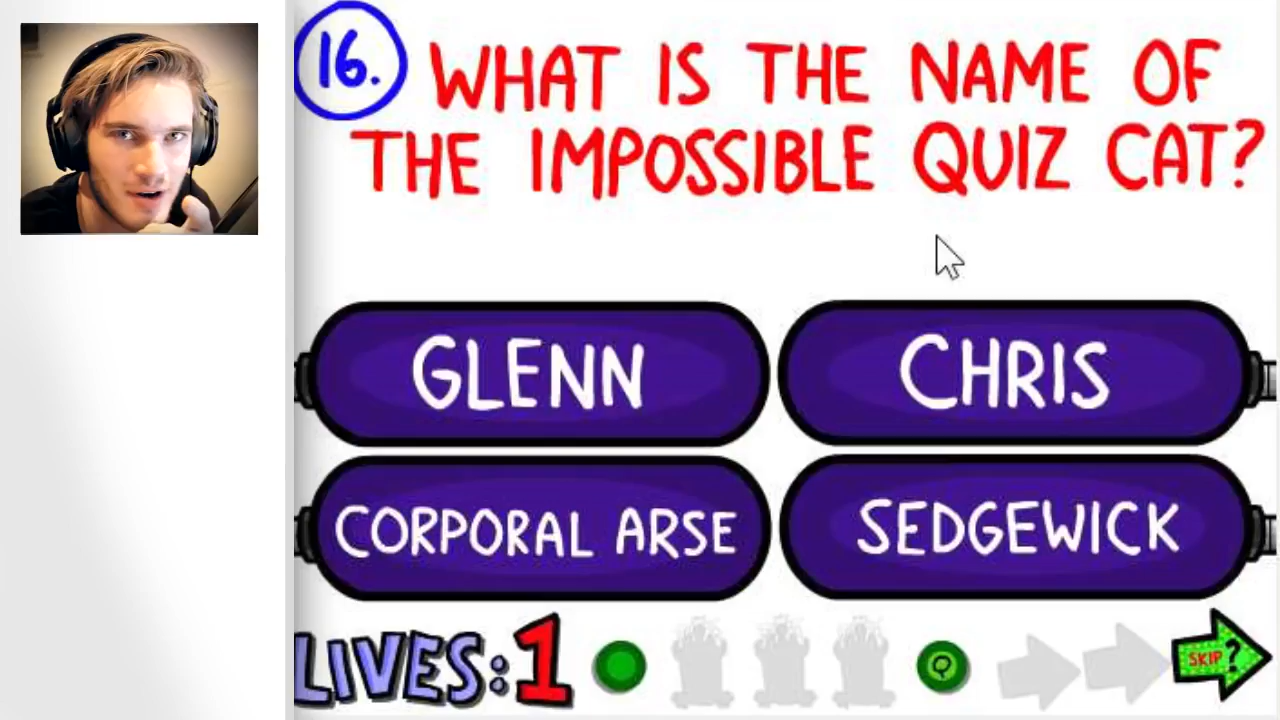 16. WHAT IS THE NAME OF
THE IMPOSSIBLE QUIZ CAT?
GLENN
CHRIS
CORPORAL ARSE
SEDGEWICK
LIVES:1
Q
SKIP?